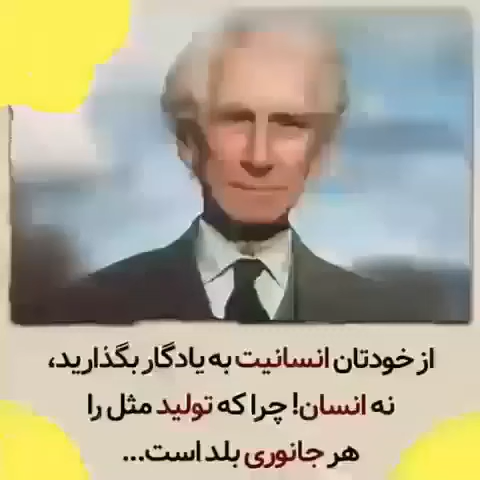 از خودتان انسانیت به یادگار بگذارید،
نه انسان! چرا که تولید مثل را
هر جانوری بلد است...